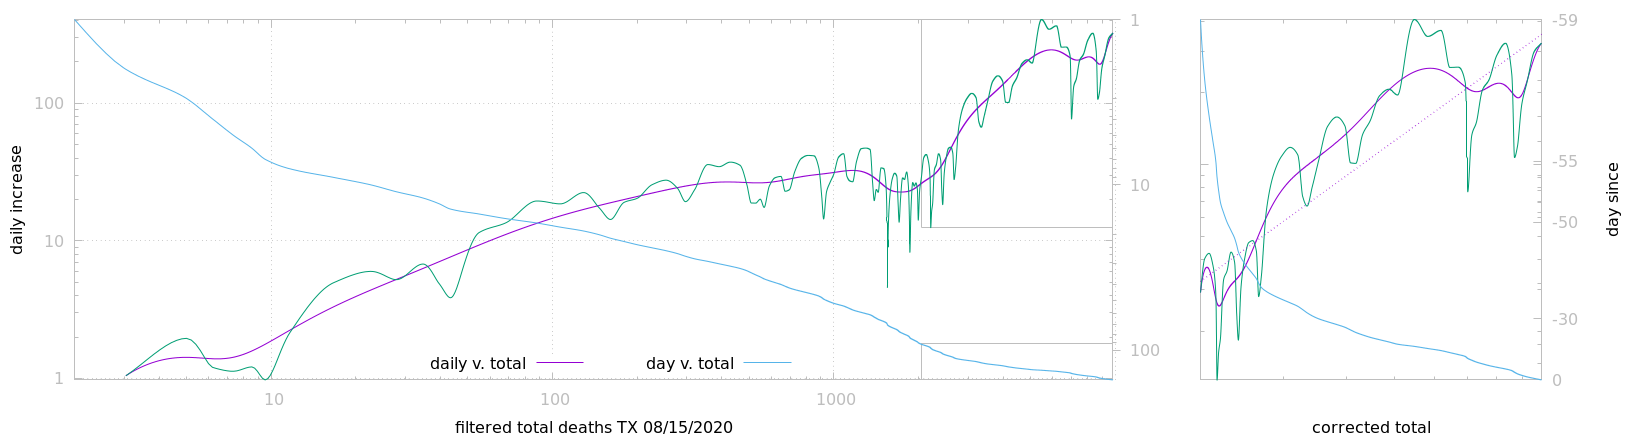 daily increase
100
10
1
10
100
1000
daily v. total
day v. total
filtered total deaths TX 08/15/2020
1
10
100
-59
-55
-50
-30
0
day since
corrected total